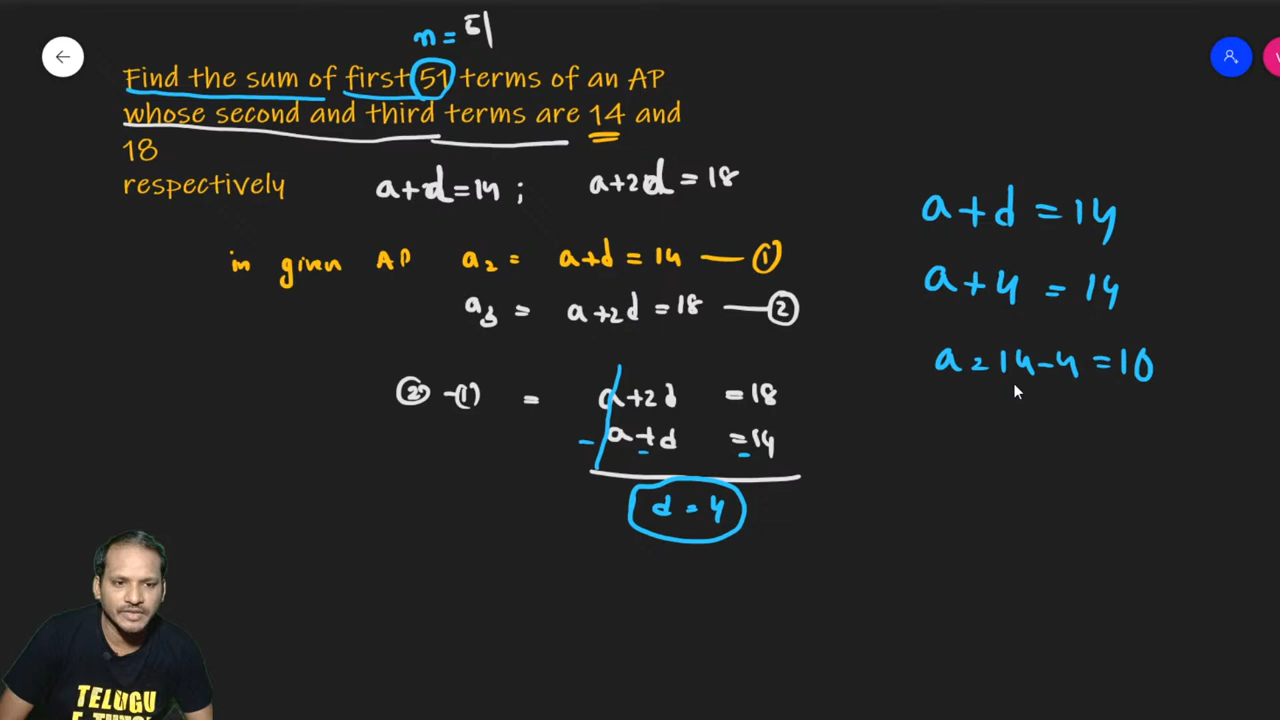 n = 51
Find the sum of first 51 terms of an AP
whose second and third terms are 14 and
18
respectively
a+d=14 ; a+2d=18
in given AP a₂ = a+d = 14 — ①
a₃ = a+2d = 18 — ②
② -① = a+2d = 18
- a+d = 14
- -
d = 4
a+d = 14
a+4 = 14
a = 14-4 = 10
TELUGU